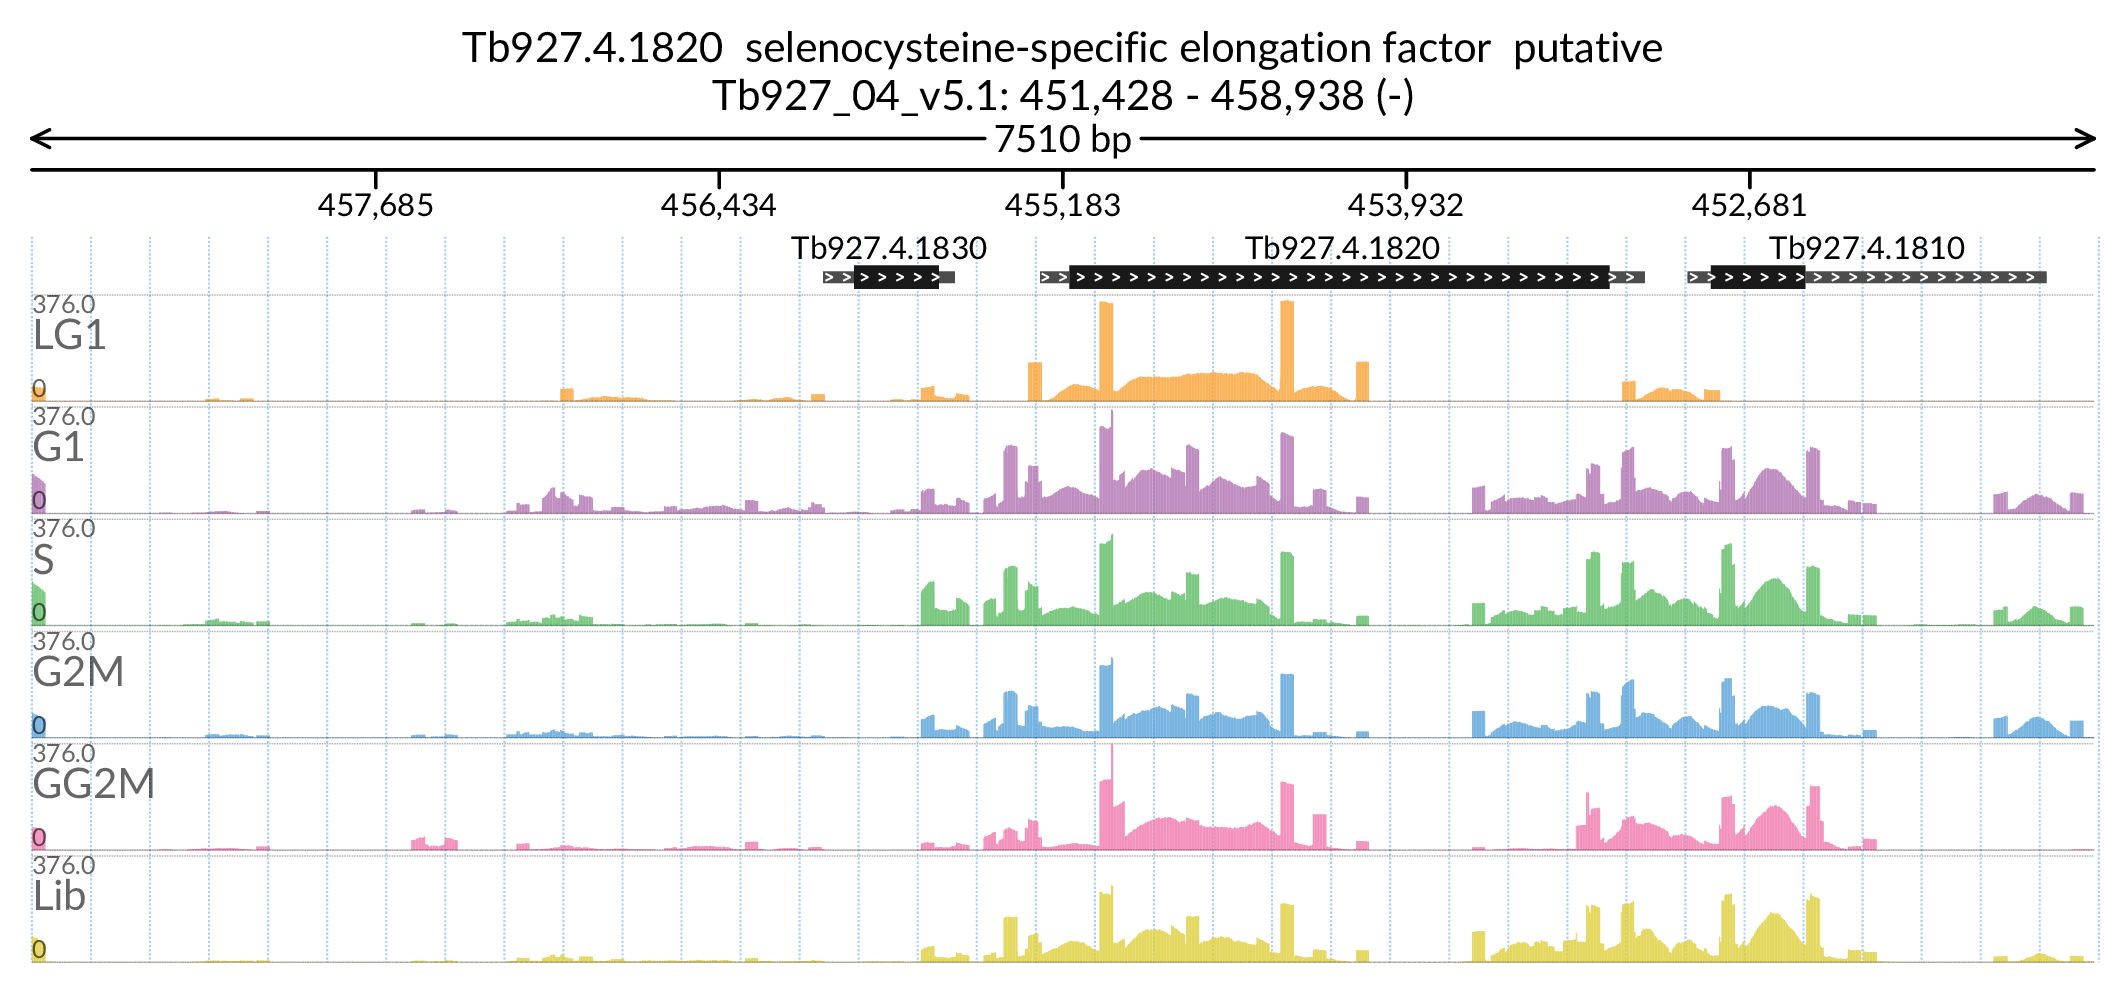 Tb927.4.1820 selenocysteine-specific elongation factor putative
Tb927_04_v5.1: 451,428 - 458,938 (-)
7510 bp
457,685 456,434 455,183 453,932 452,681
Tb927.4.1830 Tb927.4.1820 Tb927.4.1810
376.0
LG1
0
376.0
G1
0
376.0
S
0
376.0
G2M
0
376.0
GG2M
0
376.0
Lib
0